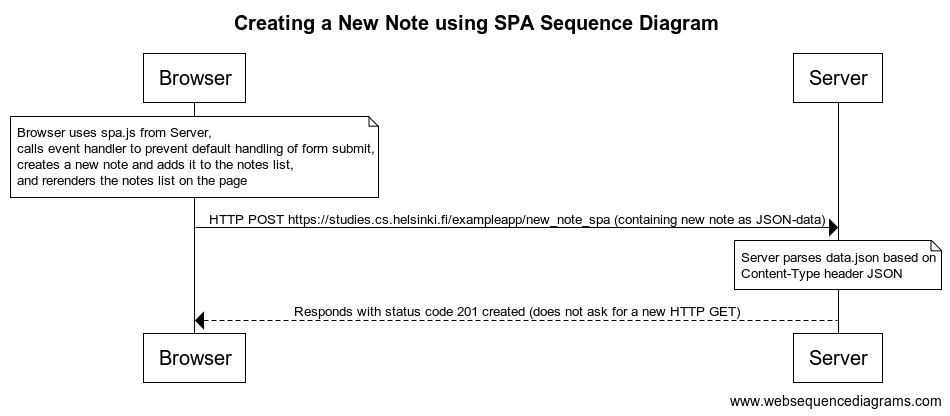 Creating a New Note using SPA Sequence Diagram
Browser
Server
Browser uses spa.js from Server,
calls event handler to prevent default handling of form submit,
creates a new note and adds it to the notes list,
and rerenders the notes list on the page
HTTP POST https://studies.cs.helsinki.fi/exampleapp/new_note_spa (containing new note as JSON-data)
Server parses data.json based on
Content-Type header JSON
Responds with status code 201 created (does not ask for a new HTTP GET)
Browser
Server
www.websequencediagrams.com